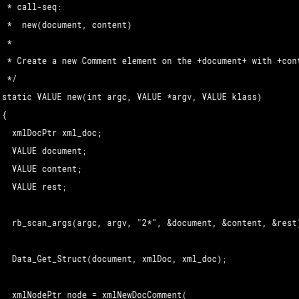 * call-seq:
*  new(document, content)
*
* Create a new Comment element on the +document+ with +cont
*/
static VALUE new(int argc, VALUE *argv, VALUE klass)
{
xmlDocPtr xml_doc;
VALUE document;
VALUE content;
VALUE rest;
rb_scan_args(argc, argv, "2*", &document, &content, &rest)
Data_Get_Struct(document, xmlDoc, xml_doc);
xmlNodePtr node = xmlNewDocComment(